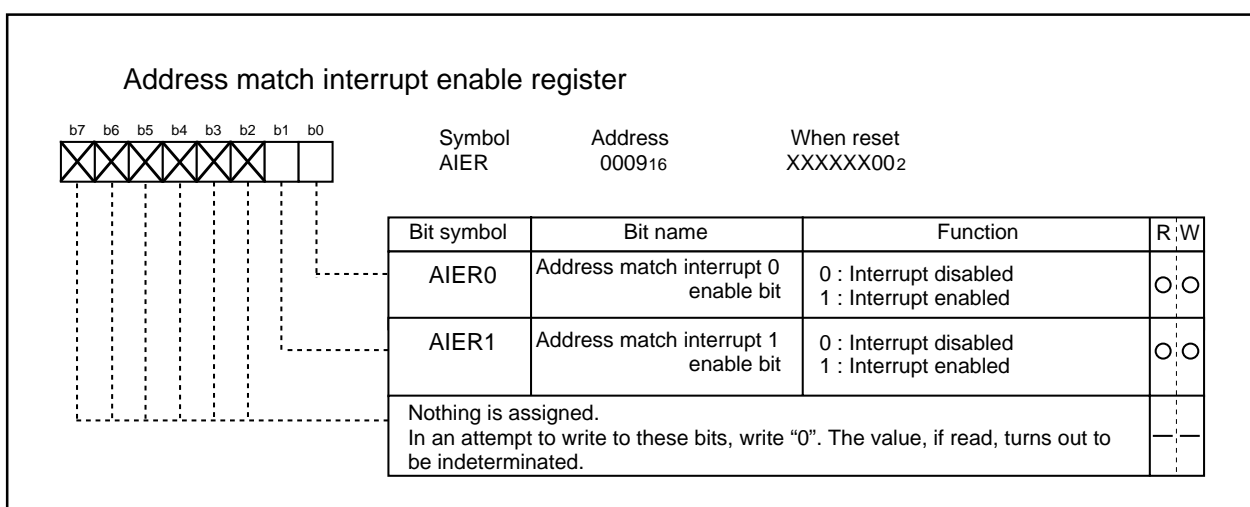 Address match interrupt enable register
b7 b6 b5 b4 b3 b2 b1 b0
Symbol Address When reset
AIER 000916 XXXXXX002
Bit symbol Bit name Function R W
AIER0 Address match interrupt 0 enable bit 0 : Interrupt disabled
1 : Interrupt enabled
AIER1 Address match interrupt 1 enable bit 0 : Interrupt disabled
1 : Interrupt enabled
Nothing is assigned.
In an attempt to write to these bits, write “0”. The value, if read, turns out to
be indeterminated.